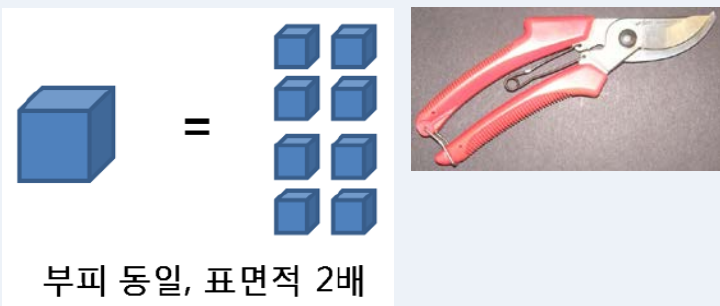 =
부피 동일, 표면적 2배